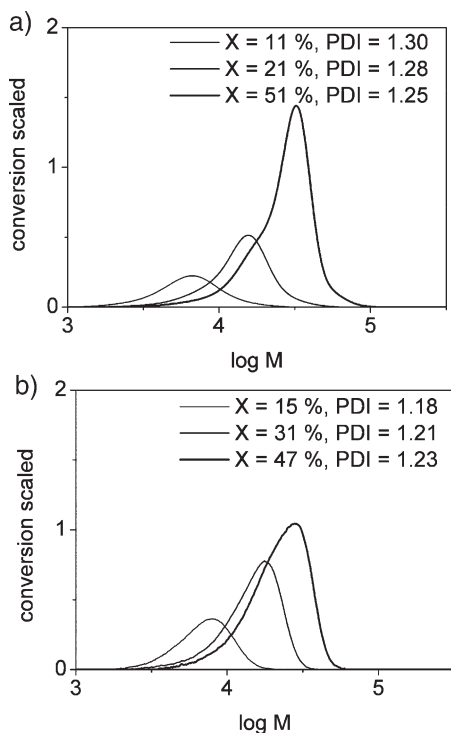 a)
X = 11 %, PDI = 1.30
X = 21 %, PDI = 1.28
X = 51 %, PDI = 1.25
conversion scaled
2
1
0
3 4 5
log M
b)
X = 15 %, PDI = 1.18
X = 31 %, PDI = 1.21
X = 47 %, PDI = 1.23
conversion scaled
2
1
0
3 4 5
log M